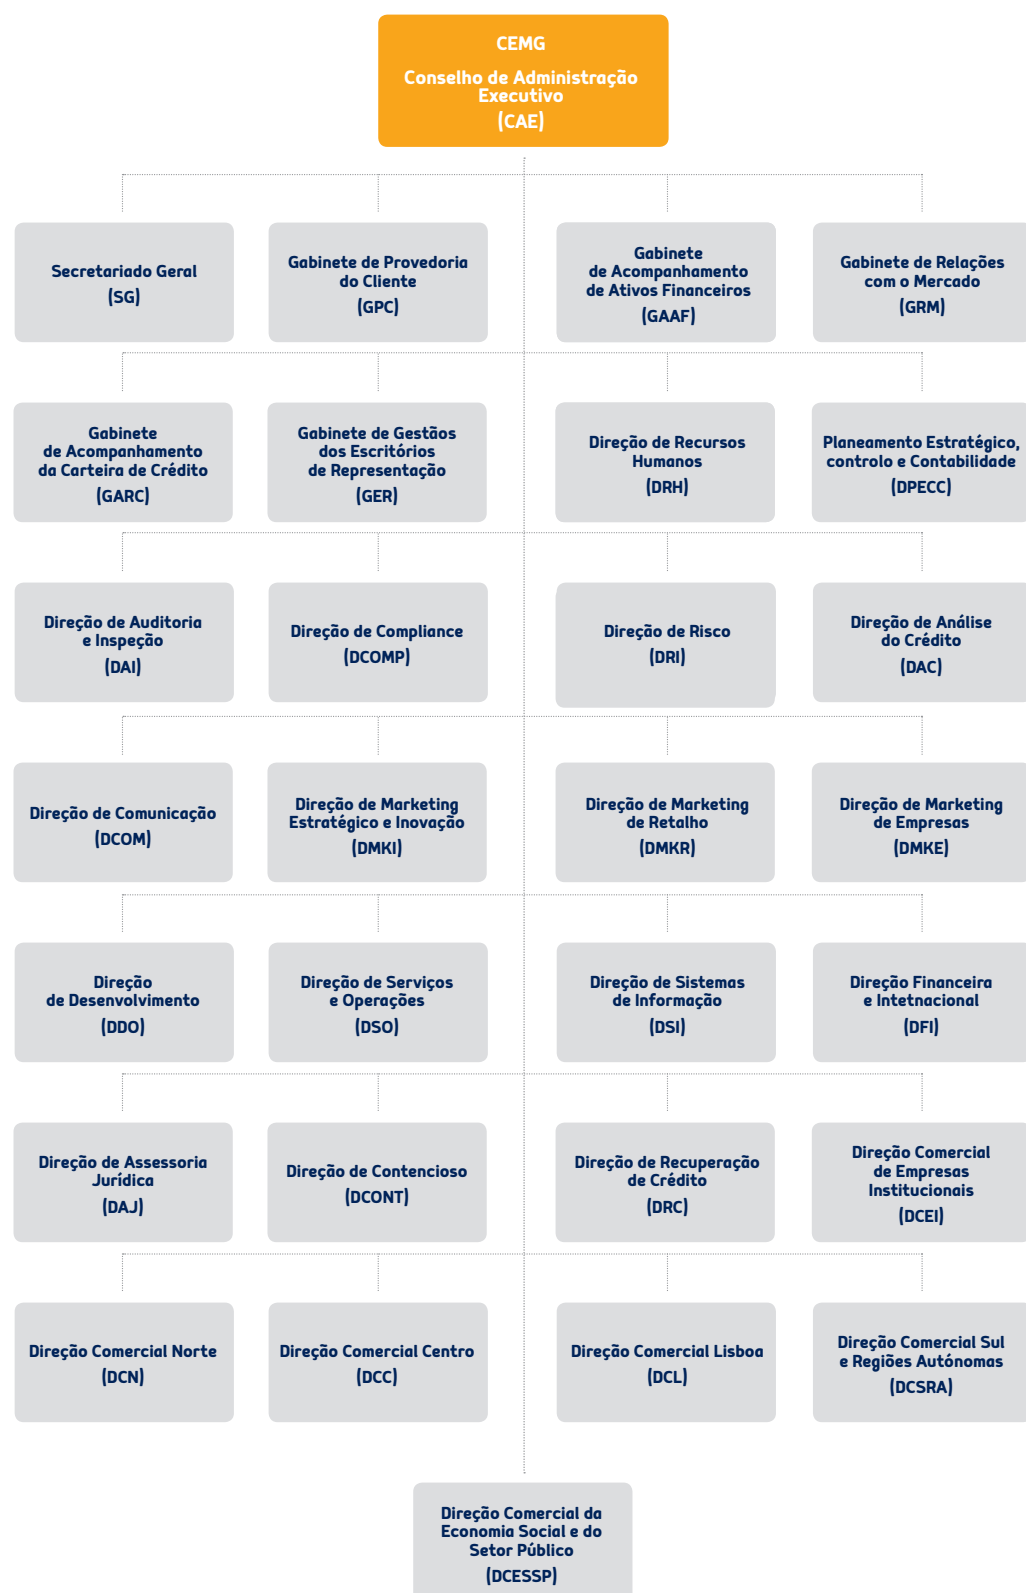 CEMG
Conselho de Administração
Executivo
(CAE)
Secretariado Geral
(SG)
Gabinete de Provedoria
do Cliente
(GPC)
Gabinete
de Acompanhamento
de Ativos Financeiros
(GAAF)
Gabinete de Relações
com o Mercado
(GRM)
Gabinete
de Acompanhamento
da Carteira de Crédito
(GARC)
Gabinete de Gestãos
dos Escritórios
de Representação
(GER)
Direção de Recursos
Humanos
(DRH)
Planeamento Estratégico,
controlo e Contabilidade
(DPECC)
Direção de Auditoria
e Inspeção
(DAI)
Direção de Compliance
(DCOMP)
Direção de Risco
(DRI)
Direção de Análise
do Crédito
(DAC)
Direção de Comunicação
(DCOM)
Direção de Marketing
Estratégico e Inovação
(DMKI)
Direção de Marketing
de Retalho
(DMKR)
Direção de Marketing
de Empresas
(DMKE)
Direção
de Desenvolvimento
(DDO)
Direção de Serviços
e Operações
(DSO)
Direção de Sistemas
de Informação
(DSI)
Direção Financeira
e Intetnacional
(DFI)
Direção de Assessoria
Jurídica
(DAJ)
Direção de Contencioso
(DCONT)
Direção de Recuperação
de Crédito
(DRC)
Direção Comercial
de Empresas
Institucionais
(DCEI)
Direção Comercial Norte
(DCN)
Direção Comercial Centro
(DCC)
Direção Comercial Lisboa
(DCL)
Direção Comercial Sul
e Regiões Autónomas
(DCSRA)
Direção Comercial da
Economia Social e do
Setor Público
(DCESSP)